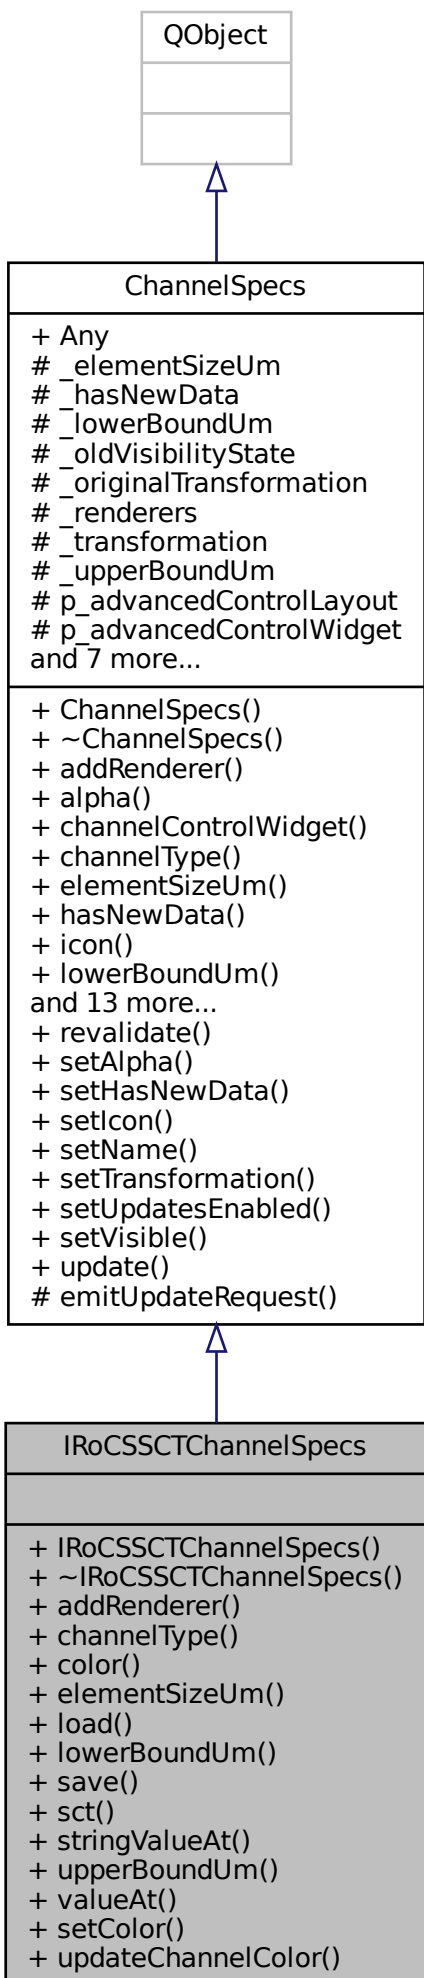 QObject
ChannelSpecs
+ Any
# _elementSizeUm
# _hasNewData
# _lowerBoundUm
# _oldVisibilityState
# _originalTransformation
# _renderers
# _transformation
# _upperBoundUm
# p_advancedControlLayout
# p_advancedControlWidget
and 7 more...
+ ChannelSpecs()
+ ~ChannelSpecs()
+ addRenderer()
+ alpha()
+ channelControlWidget()
+ channelType()
+ elementSizeUm()
+ hasNewData()
+ icon()
+ lowerBoundUm()
and 13 more...
+ revalidate()
+ setAlpha()
+ setHasNewData()
+ setIcon()
+ setName()
+ setTransformation()
+ setUpdatesEnabled()
+ setVisible()
+ update()
# emitUpdateRequest()
IRoCSSCTChannelSpecs
+ IRoCSSCTChannelSpecs()
+ ~IRoCSSCTChannelSpecs()
+ addRenderer()
+ channelType()
+ color()
+ elementSizeUm()
+ load()
+ lowerBoundUm()
+ save()
+ sct()
+ stringValueAt()
+ upperBoundUm()
+ valueAt()
+ setColor()
+ updateChannelColor()